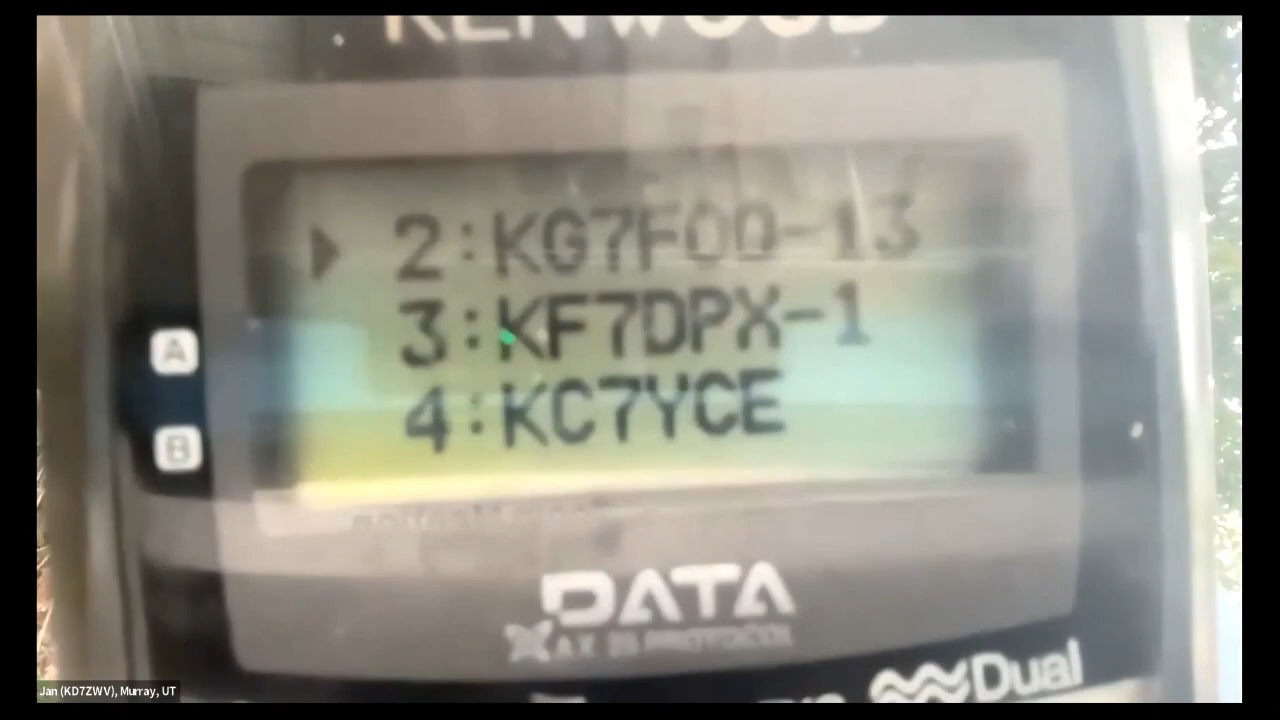 KENWOOD
2:KG7FOD-13
3:KF7DPX-1
A
4:KC7YCE
B
DATA
AX 25 PROTOCOL
Dual
Jan (KD7ZWV), Murray, UT